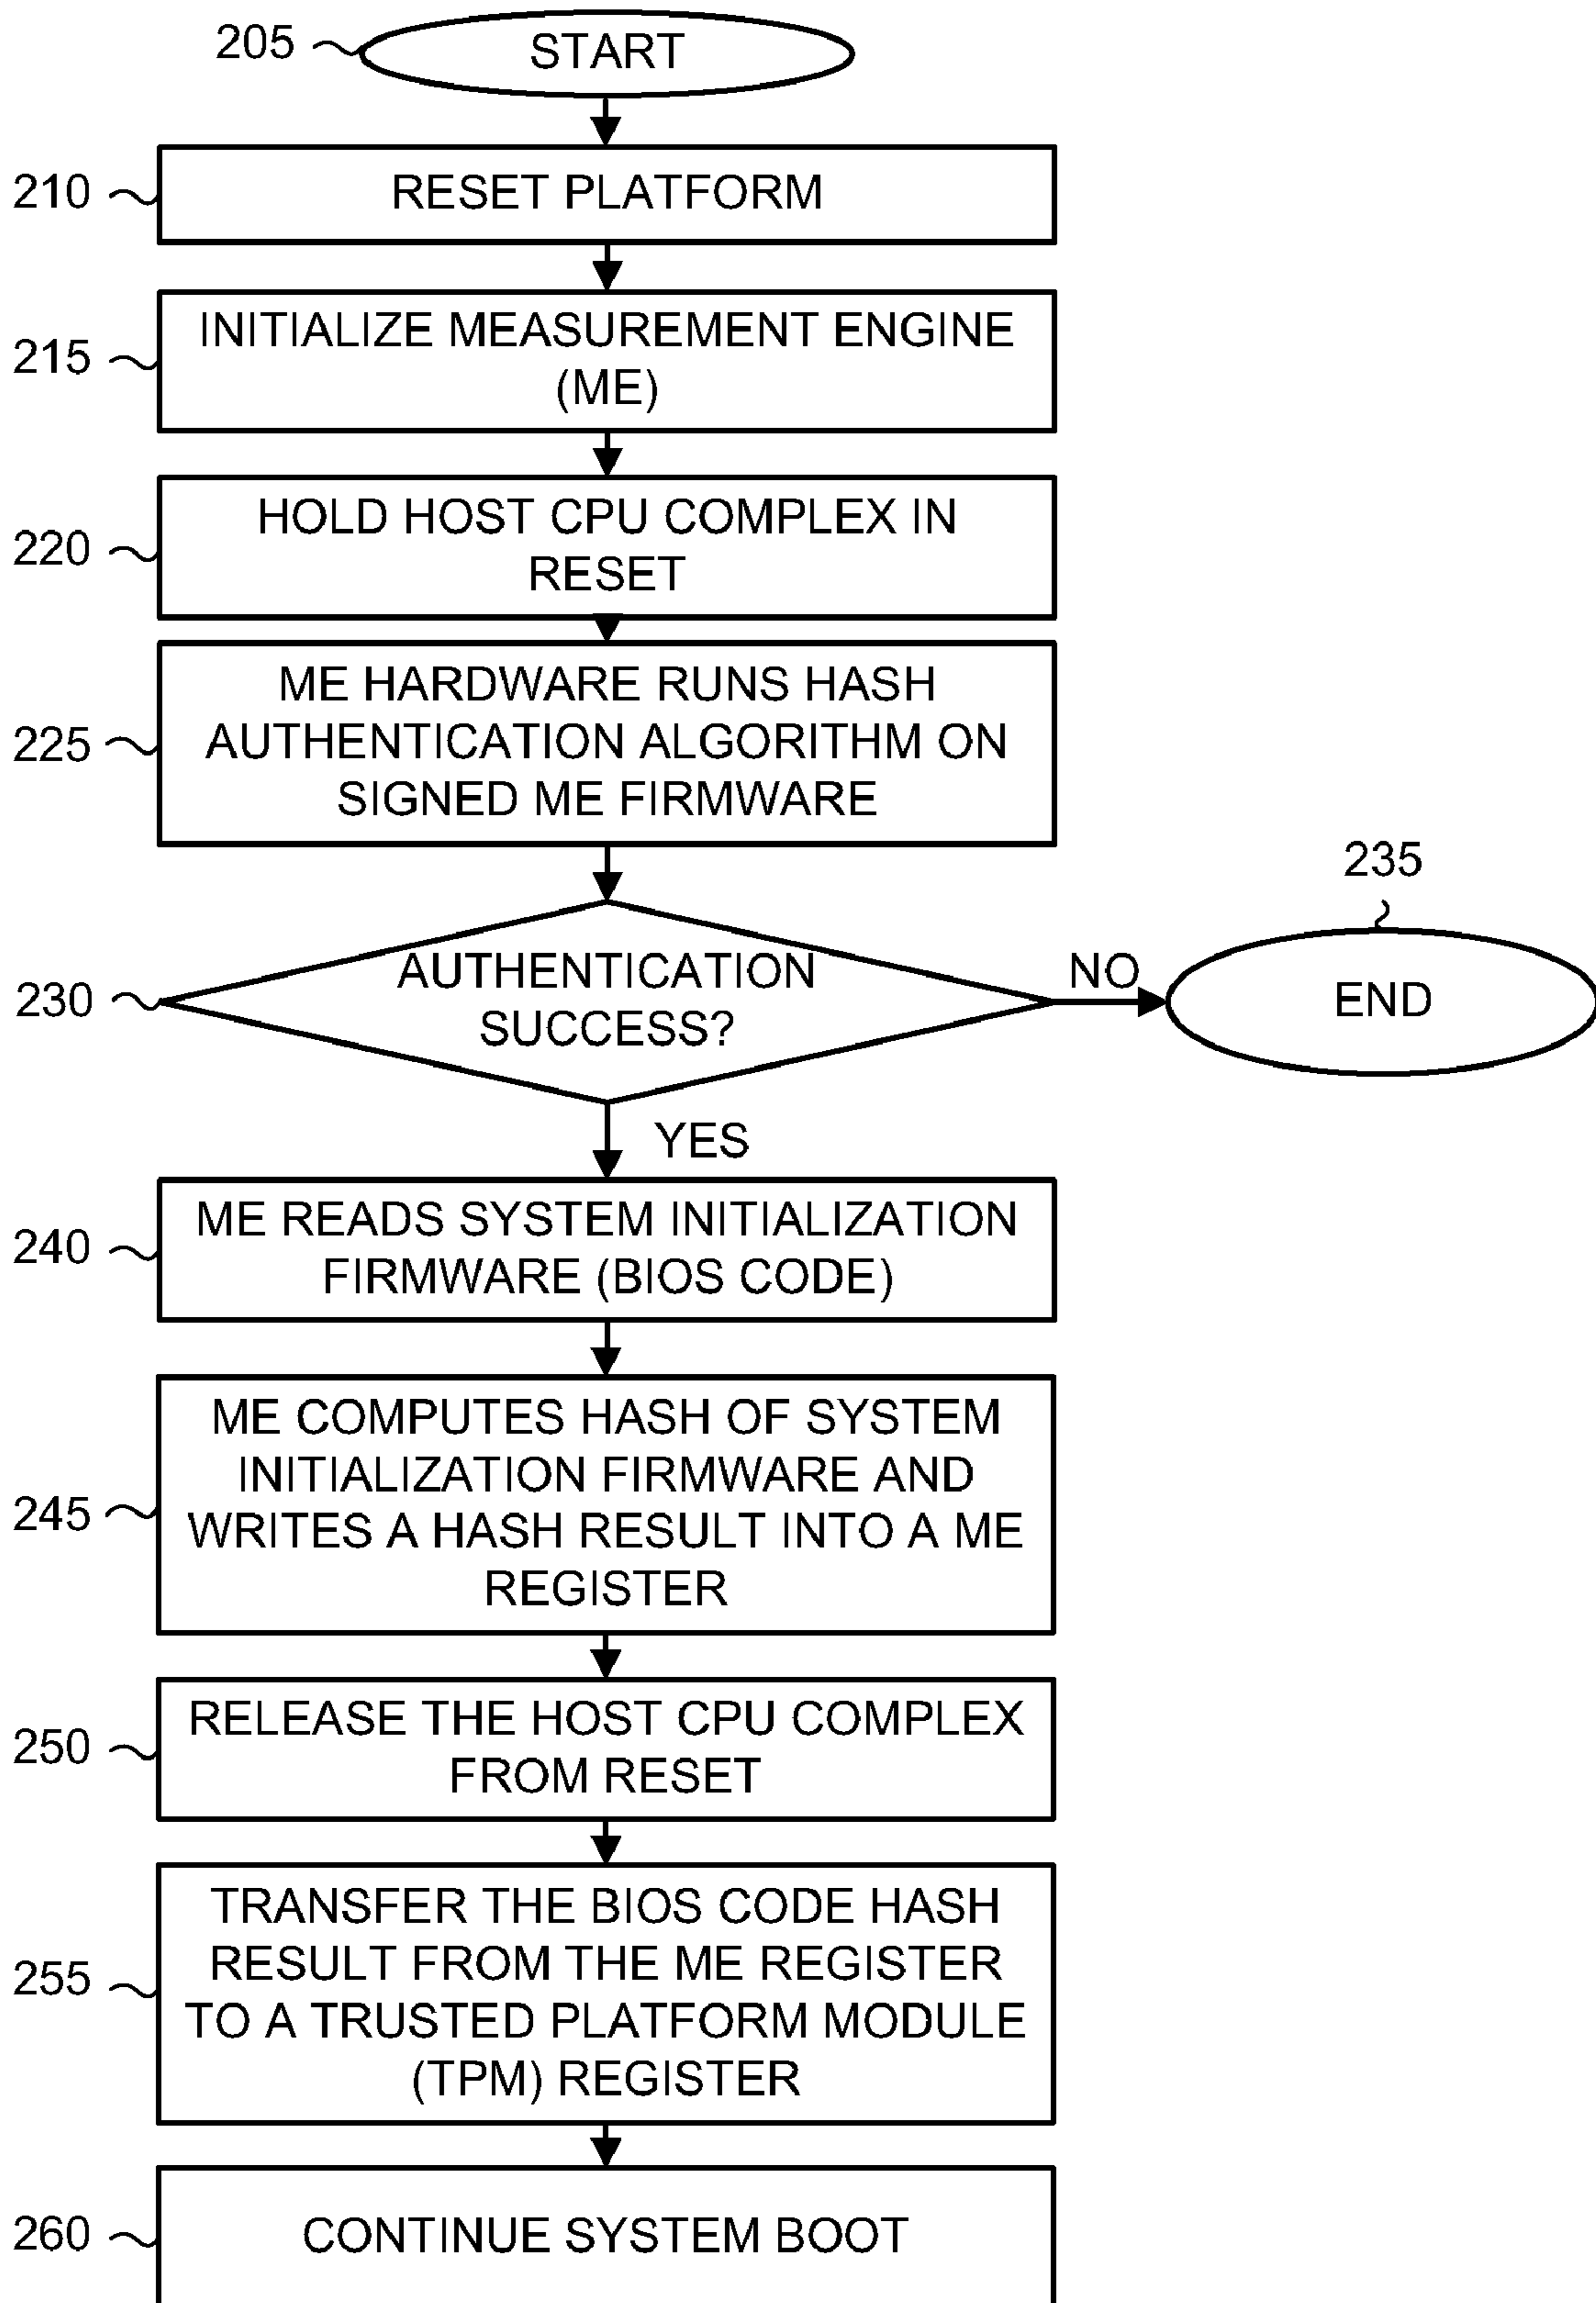 205
START
210
RESET PLATFORM
215
INITIALIZE MEASUREMENT ENGINE
(ME)
220
HOLD HOST CPU COMPLEX IN
RESET
225
ME HARDWARE RUNS HASH
AUTHENTICATION ALGORITHM ON
SIGNED ME FIRMWARE
230
AUTHENTICATION
SUCCESS?
NO
235
END
YES
240
ME READS SYSTEM INITIALIZATION
FIRMWARE (BIOS CODE)
245
ME COMPUTES HASH OF SYSTEM
INITIALIZATION FIRMWARE AND
WRITES A HASH RESULT INTO A ME
REGISTER
250
RELEASE THE HOST CPU COMPLEX
FROM RESET
255
TRANSFER THE BIOS CODE HASH
RESULT FROM THE ME REGISTER
TO A TRUSTED PLATFORM MODULE
(TPM) REGISTER
260
CONTINUE SYSTEM BOOT